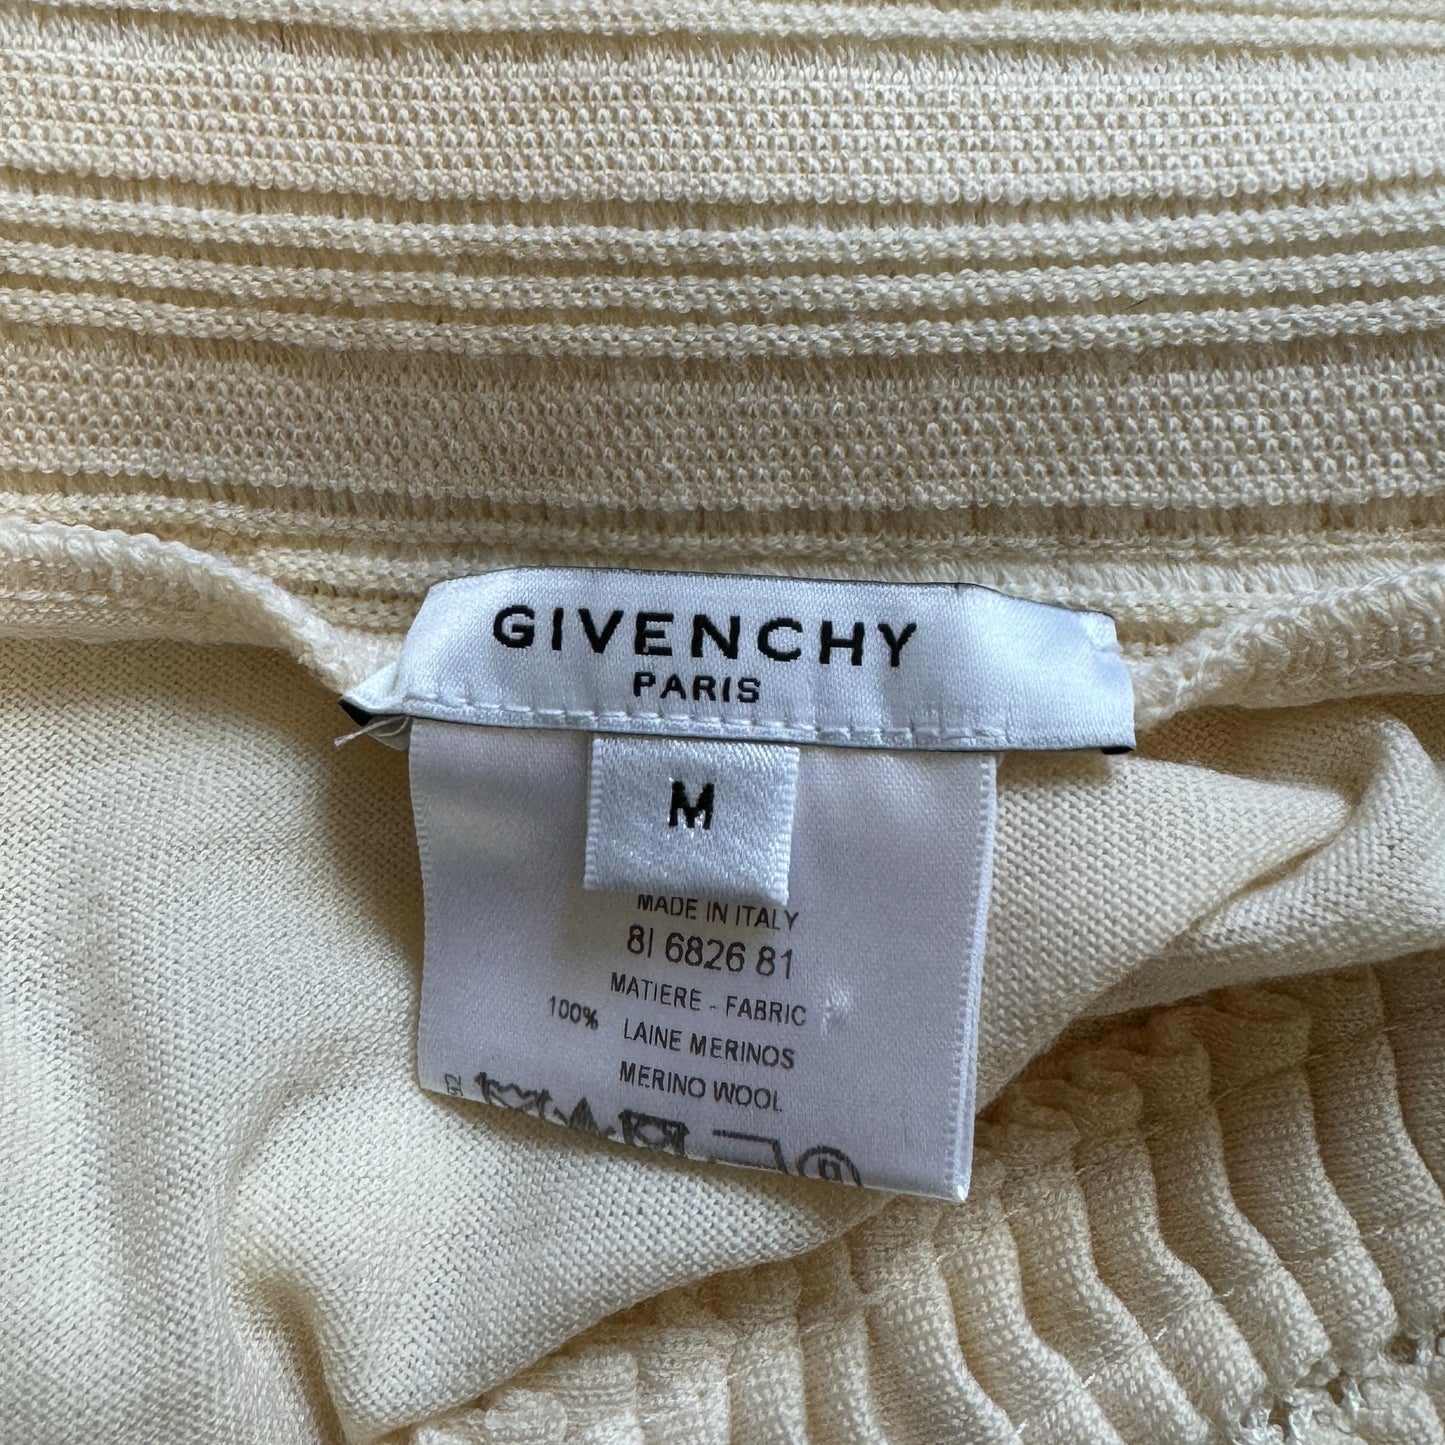 GIVENCHY
PARIS
M
MADE IN ITALY
8I 6826 81
MATIERE - FABRIC
100% LAINE MERINOS
MERINO WOOL